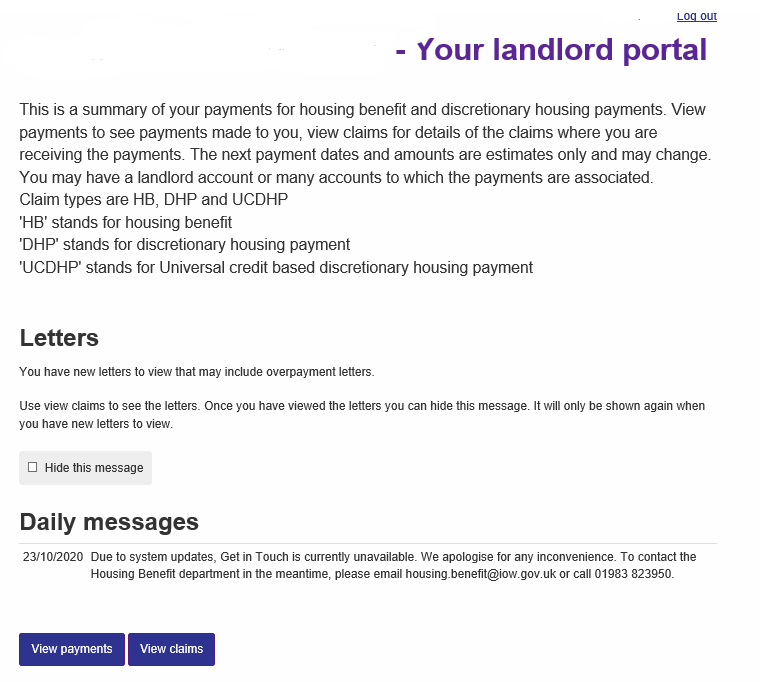 Log out
- Your landlord portal
This is a summary of your payments for housing benefit and discretionary housing payments. View
payments to see payments made to you, view claims for details of the claims where you are
receiving the payments. The next payment dates and amounts are estimates only and may change.
You may have a landlord account or many accounts to which the payments are associated.
Claim types are HB, DHP and UCDHP
'HB' stands for housing benefit
'DHP' stands for discretionary housing payment
'UCDHP' stands for Universal credit based discretionary housing payment
Letters
You have new letters to view that may include overpayment letters.
Use view claims to see the letters. Once you have viewed the letters you can hide this message. It will only be shown again when
you have new letters to view.
Hide this message
Daily messages
23/10/2020 Due to system updates, Get in Touch is currently unavailable. We apologise for any inconvenience. To contact the
Housing Benefit department in the meantime, please email housing.benefit@iow.gov.uk or call 01983 823950.
View payments View claims